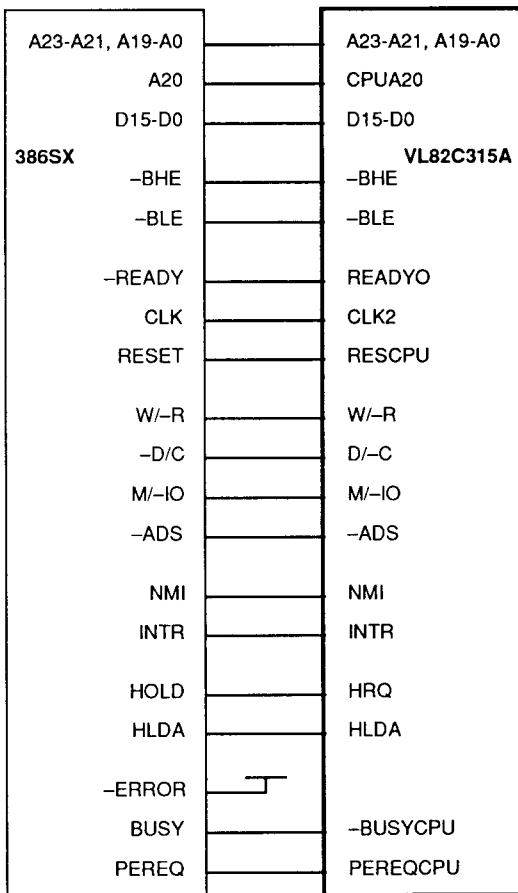 A23-A21, A19-A0 A23-A21, A19-A0
A20 CPUA20
D15-D0 D15-D0
386SX VL82C315A
–BHE –BHE
–BLE –BLE
–READY READYO
CLK CLK2
RESET RESCPU
W/–R W/–R
–D/C D/–C
M/–IO M/–IO
–ADS –ADS
NMI NMI
INTR INTR
HOLD HRQ
HLDA HLDA
–ERROR
BUSY –BUSYCPU
PEREQ PEREQCPU